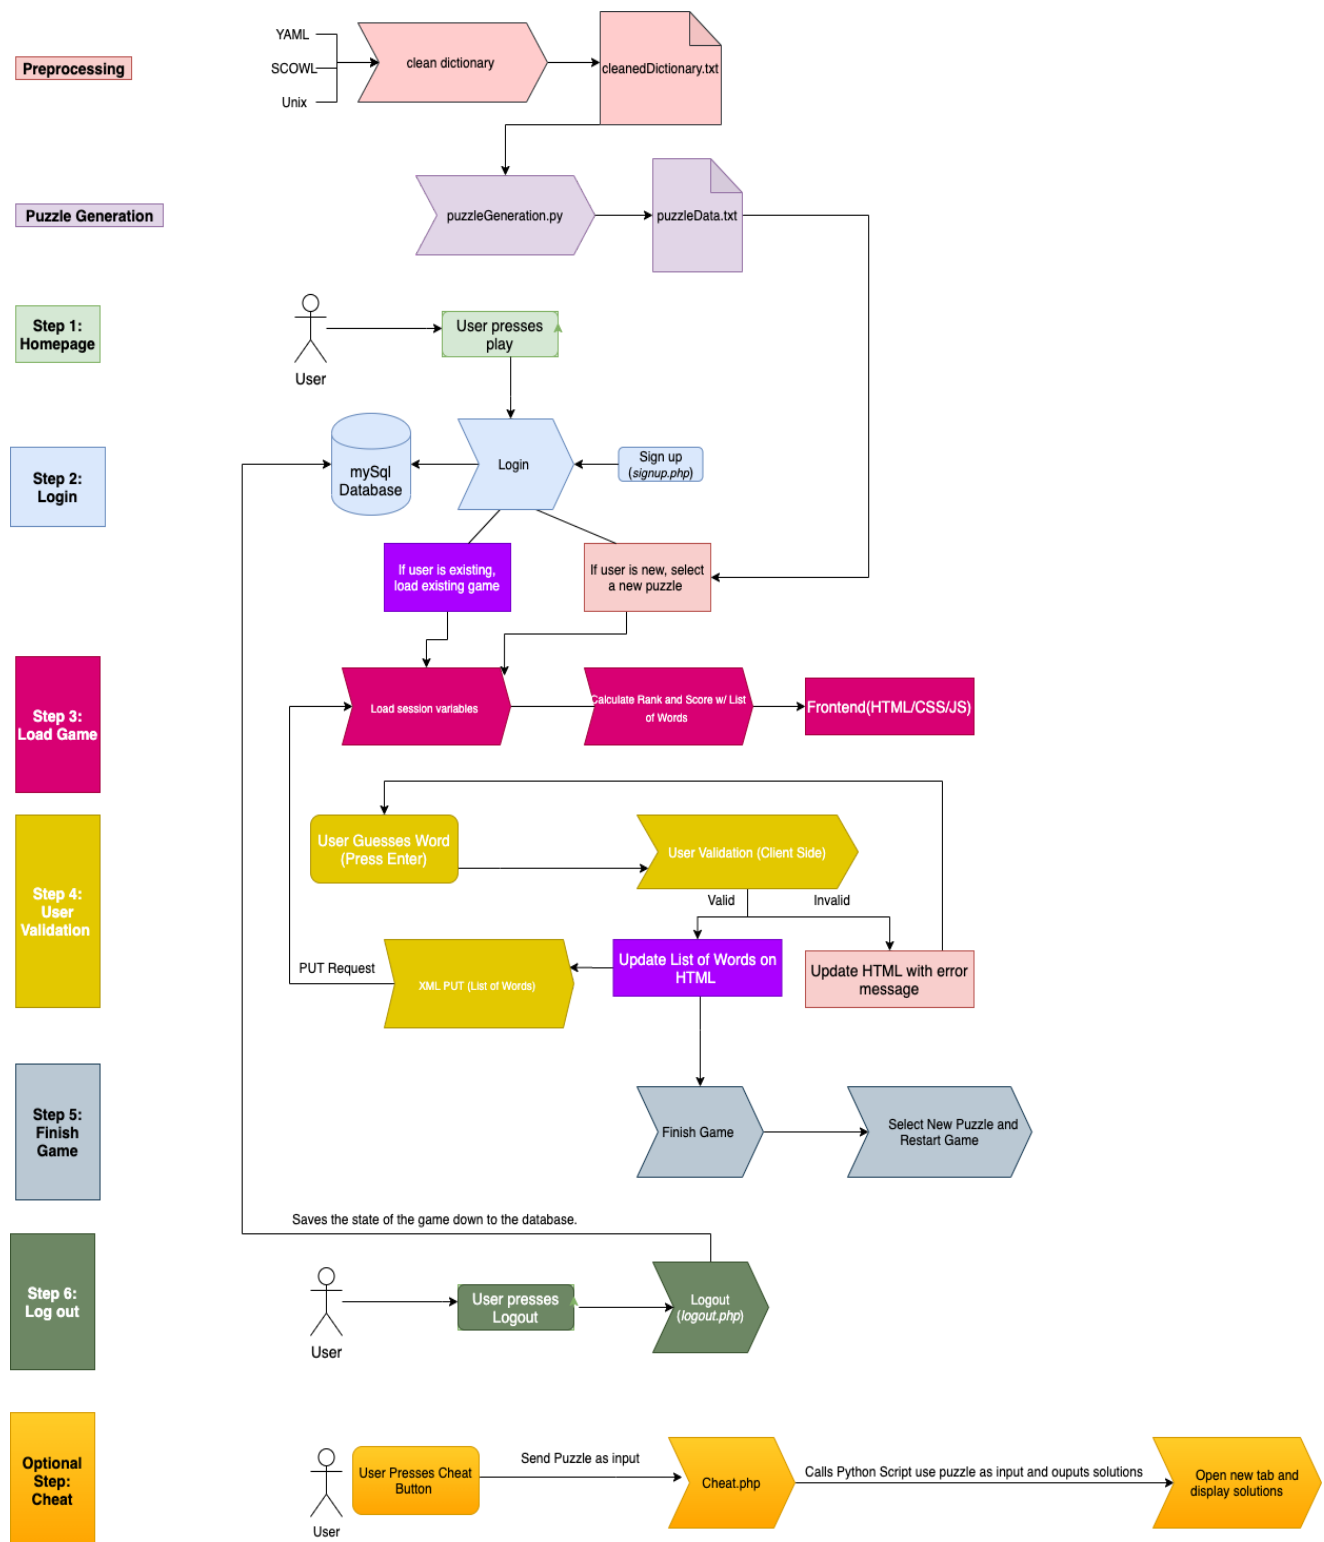 YAML
SCOWL
Unix
clean dictionary
cleanedDictionary.txt
Preprocessing
Puzzle Generation
puzzleGeneration.py
puzzleData.txt
Step 1:
Homepage
User
User presses
play
Step 2:
Login
mySql
Database
Login
Sign up
(signup.php)
If user is existing,
load existing game
If user is new, select
a new puzzle
Step 3:
Load Game
Load session variables
Calculate Rank and Score w/ List
of Words
Frontend(HTML/CSS/JS)
Step 4:
User
Validation
User Guesses Word
(Press Enter)
User Validation (Client Side)
Valid
Invalid
PUT Request
XML PUT (List of Words)
Update List of Words on
HTML
Update HTML with error
message
Step 5:
Finish
Game
Finish Game
Select New Puzzle and
Restart Game
Saves the state of the game down to the database.
Step 6:
Log out
User
User presses
Logout
Logout
(logout.php)
Optional
Step:
Cheat
User
User Presses Cheat
Button
Send Puzzle as input
Cheat.php
Calls Python Script use puzzle as input and ouputs solutions
Open new tab and
display solutions